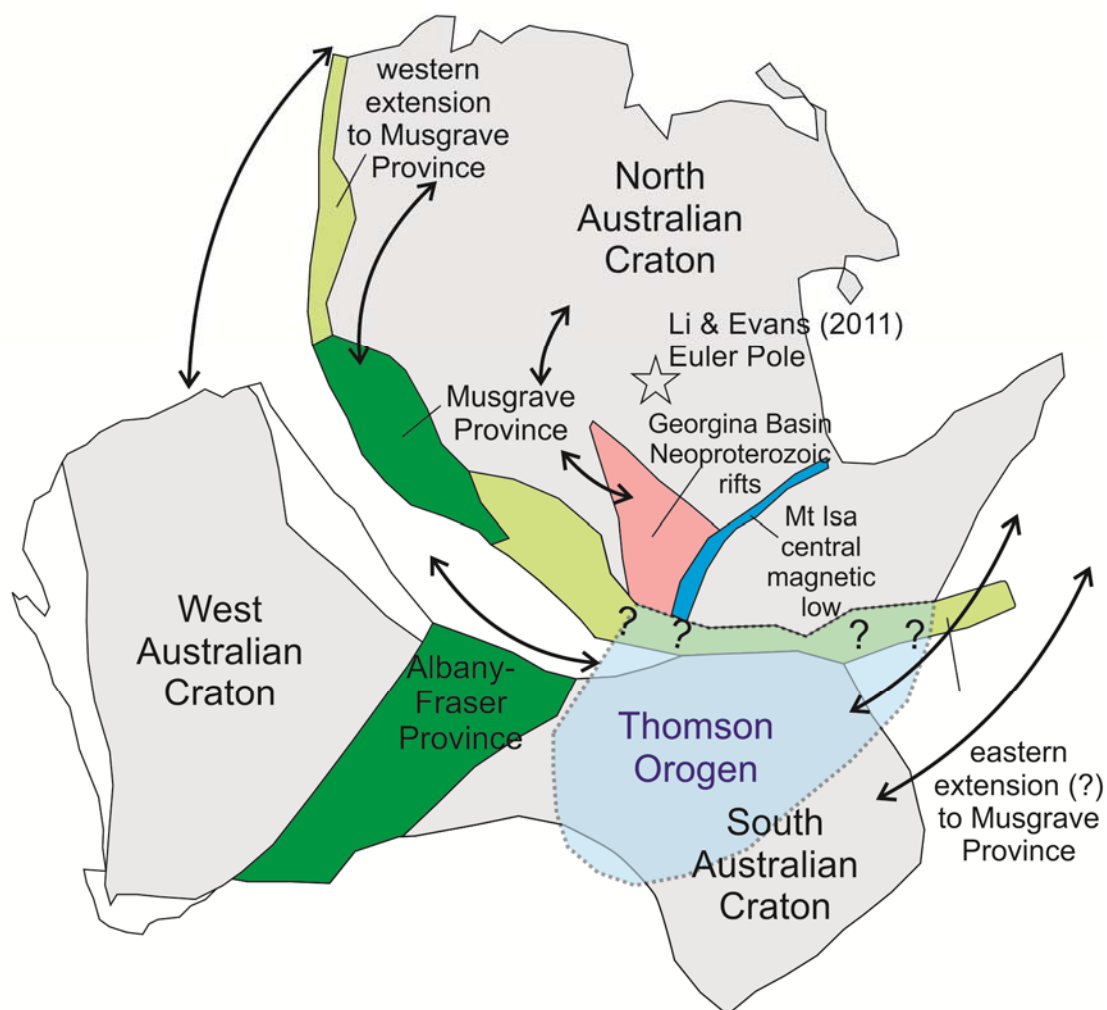 western
extension
to Musgrave
Province
North
Australian
Craton
Li & Evans (2011)
Euler Pole
Musgrave
Province
Georgina Basin
Neoproterozoic
rifts
Mt Isa
central
magnetic
low
West
Australian
Craton
? ? ? ?
Albany-
Fraser
Province
Thomson
Orogen
South
Australian
Craton
eastern
extension (?)
to Musgrave
Province